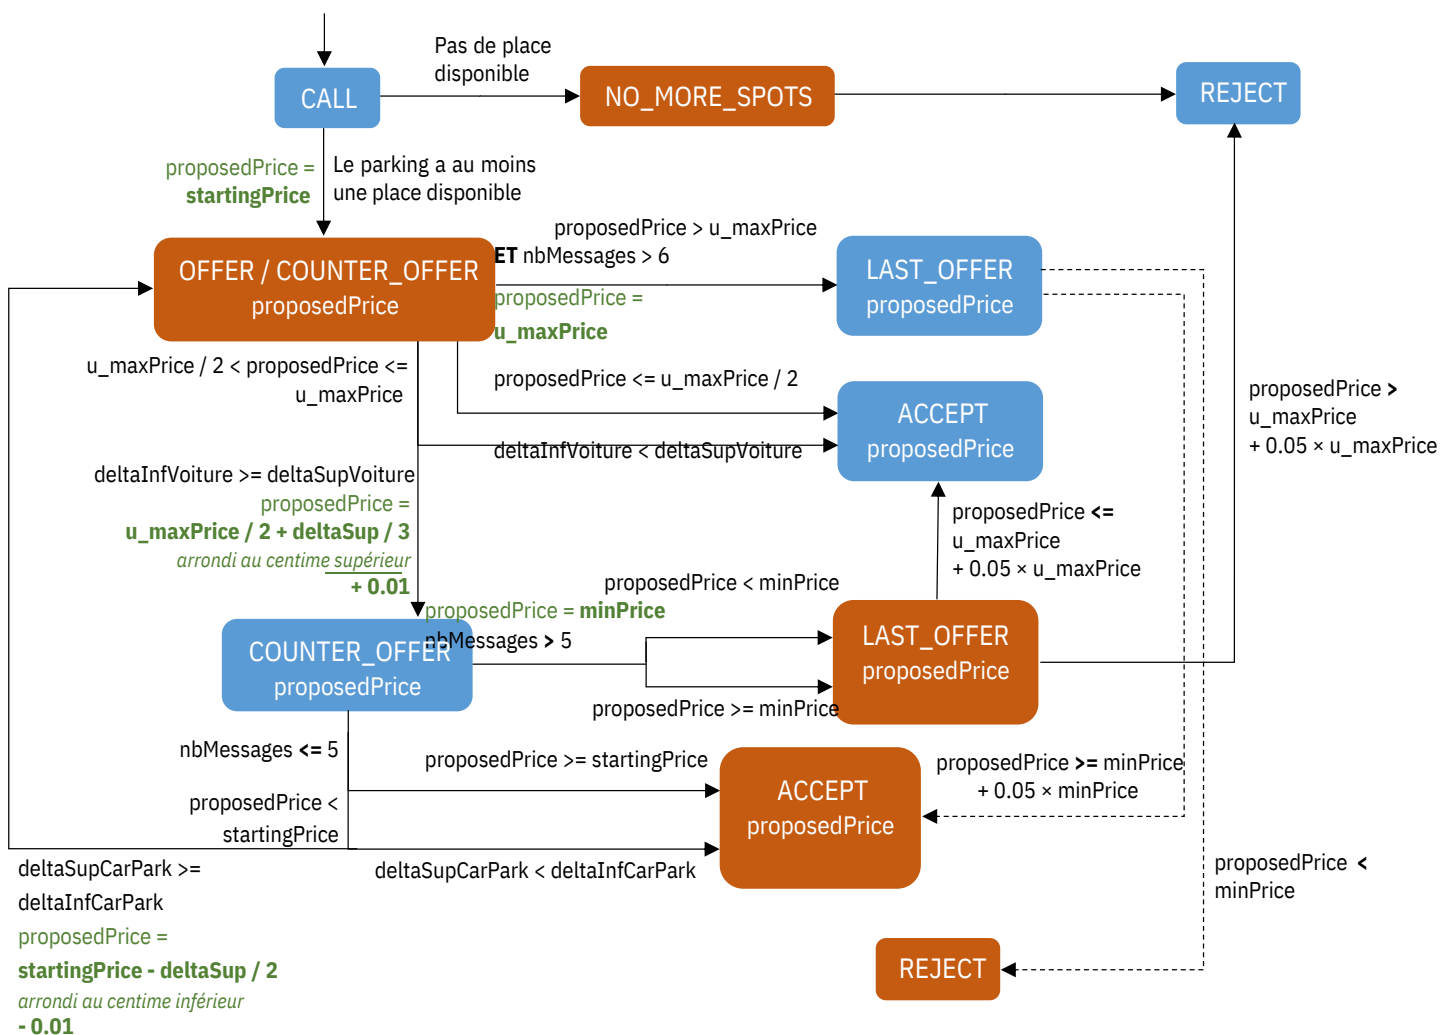 Pas de place
disponible
CALL
NO_MORE_SPOTS
REJECT
proposedPrice =
startingPrice
Le parking a au moins
une place disponible
OFFER / COUNTER_OFFER
proposedPrice
proposedPrice > u_maxPrice
ET nbMessages > 6
proposedPrice =
u_maxPrice
LAST_OFFER
proposedPrice
u_maxPrice / 2 < proposedPrice <=
u_maxPrice
proposedPrice <= u_maxPrice / 2
deltaInfVoiture < deltaSupVoiture
ACCEPT
proposedPrice
proposedPrice >
u_maxPrice
+ 0.05 × u_maxPrice
deltaInfVoiture >= deltaSupVoiture
proposedPrice =
u_maxPrice / 2 + deltaSup / 3
arrondi au centime supérieur
+ 0.01
proposedPrice <=
u_maxPrice
+ 0.05 × u_maxPrice
proposedPrice < minPrice
proposedPrice = minPrice
nbMessages > 5
COUNTER_OFFER
proposedPrice
LAST_OFFER
proposedPrice
proposedPrice >= minPrice
nbMessages <= 5
proposedPrice >= startingPrice
proposedPrice <
startingPrice
ACCEPT
proposedPrice
proposedPrice >= minPrice
+ 0.05 × minPrice
deltaSupCarPark < deltaInfCarPark
proposedPrice <
minPrice
deltaSupCarPark >=
deltaInfCarPark
proposedPrice =
startingPrice - deltaSup / 2
arrondi au centime inférieur
- 0.01
REJECT